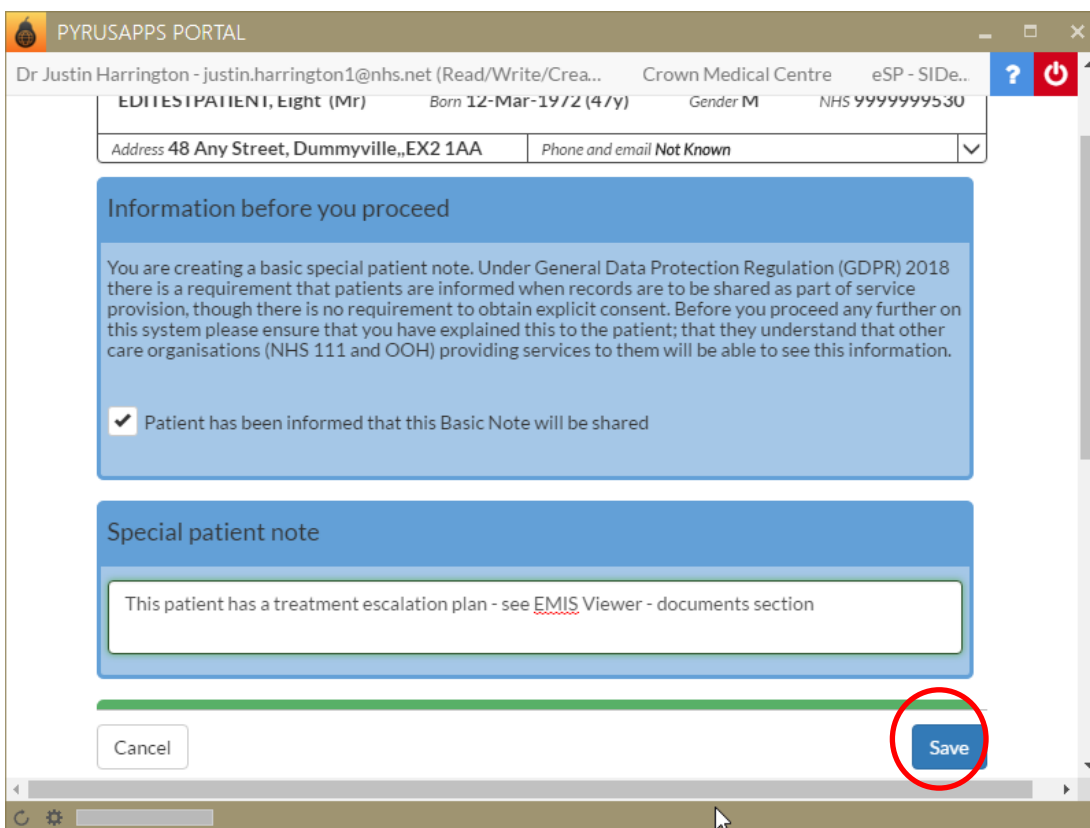 PYRUSAPPS PORTAL
Dr Justin Harrington - justin.harrington1@nhs.net (Read/Write/Crea... Crown Medical Centre eSP - SIDe... ?
EDITESTPATIENT, Eight (Mr) Born 12-Mar-1972 (47y) Gender M NHS 9999999530
Address 48 Any Street, Dummyville,,EX2 1AA Phone and email Not Known
Information before you proceed
You are creating a basic special patient note. Under General Data Protection Regulation (GDPR) 2018
there is a requirement that patients are informed when records are to be shared as part of service
provision, though there is no requirement to obtain explicit consent. Before you proceed any further on
this system please ensure that you have explained this to the patient; that they understand that other
care organisations (NHS 111 and OOH) providing services to them will be able to see this information.
Patient has been informed that this Basic Note will be shared
Special patient note
This patient has a treatment escalation plan - see EMIS Viewer - documents section
Cancel Save